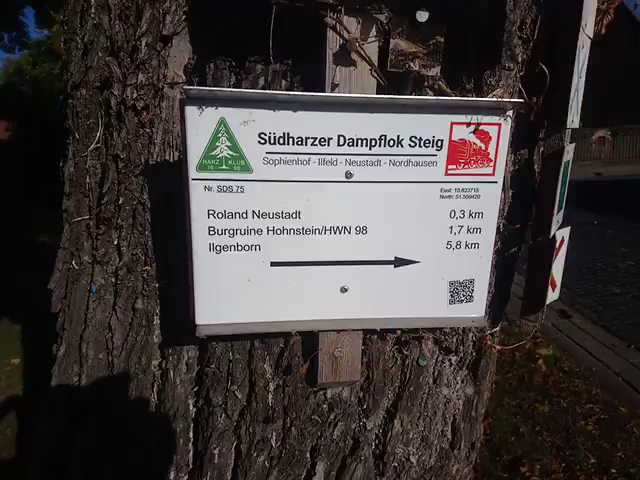 Südharzer Dampflok Steig
Sophienhof - Ilfeld - Neustadt - Nordhausen
HARZ KLUB
Nr. SDS 75
East: 10.833715
North: 51.559420
Roland Neustadt 0,3 km
Burgruine Hohnstein/HWN 98 1,7 km
Ilgenborn 5,8 km